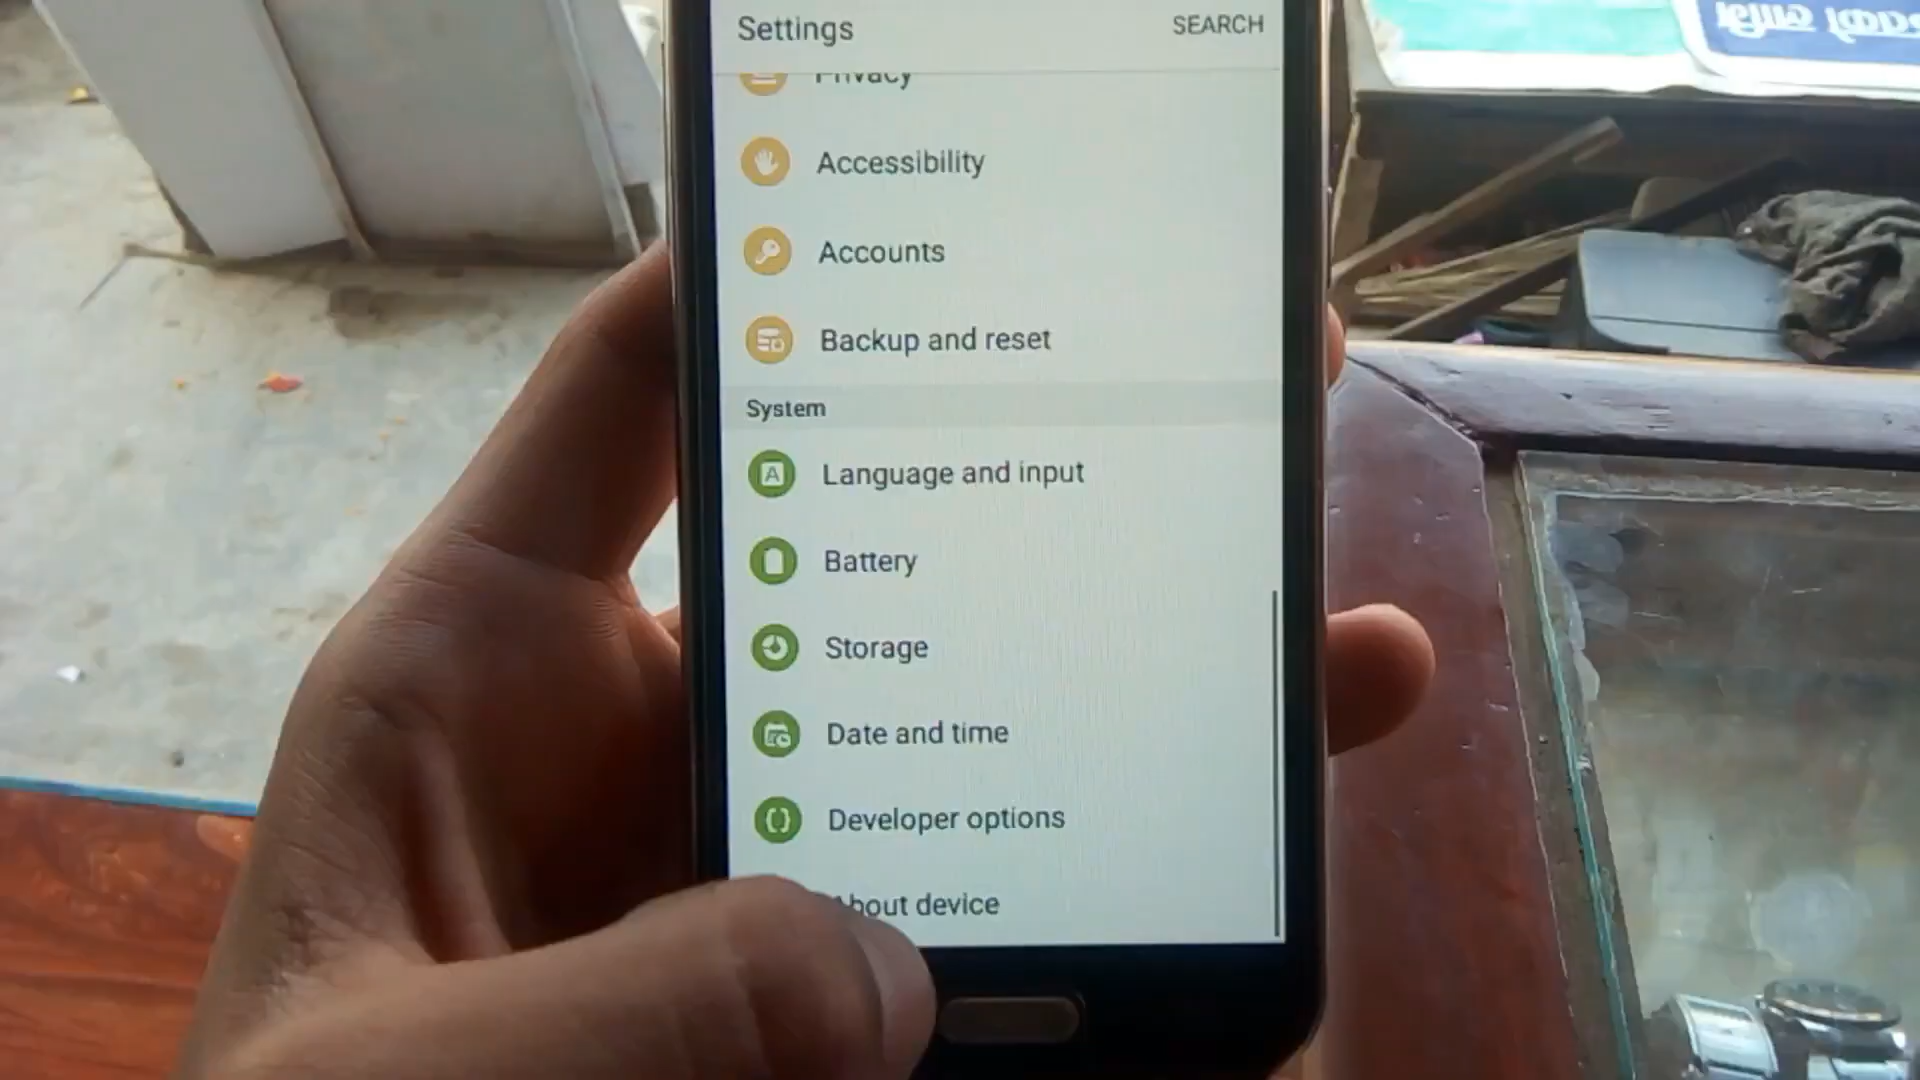 Settings
SEARCH
Privacy
Accessibility
Accounts
Backup and reset
System
Language and input
Battery
Storage
Date and time
Developer options
About device